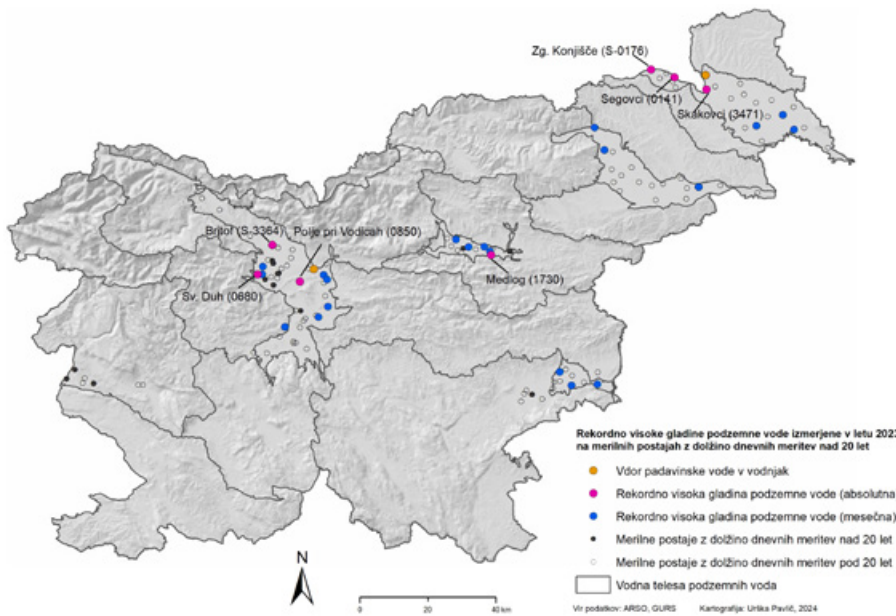 Zg. Konjišče (S-0176)
Segovci (0141)
Skakovci (3471)
Britof (S-3364)
Polje pri Vodicah (0850)
Medlog (1730)
Sv. Duh (0680)
Rekordno visoke gladine podzemne vode izmerjene v letu 2023
na merilnih postajah z dolžino dnevnih meritev nad 20 let
Vdor padavinske vode v vodnjak
Rekordno visoka gladina podzemne vode (absolutna
Rekordno visoka gladina podzemne vode (mesečna)
Merilne postaje z dolžino dnevnih meritev nad 20 let
Merilne postaje z dolžino dnevnih meritev pod 20 let
Vodna telesa podzemnih voda
N
0 20 40 km
Vir podatkov: ARSO, GURS Kartografija: Urška Pavlič, 2024